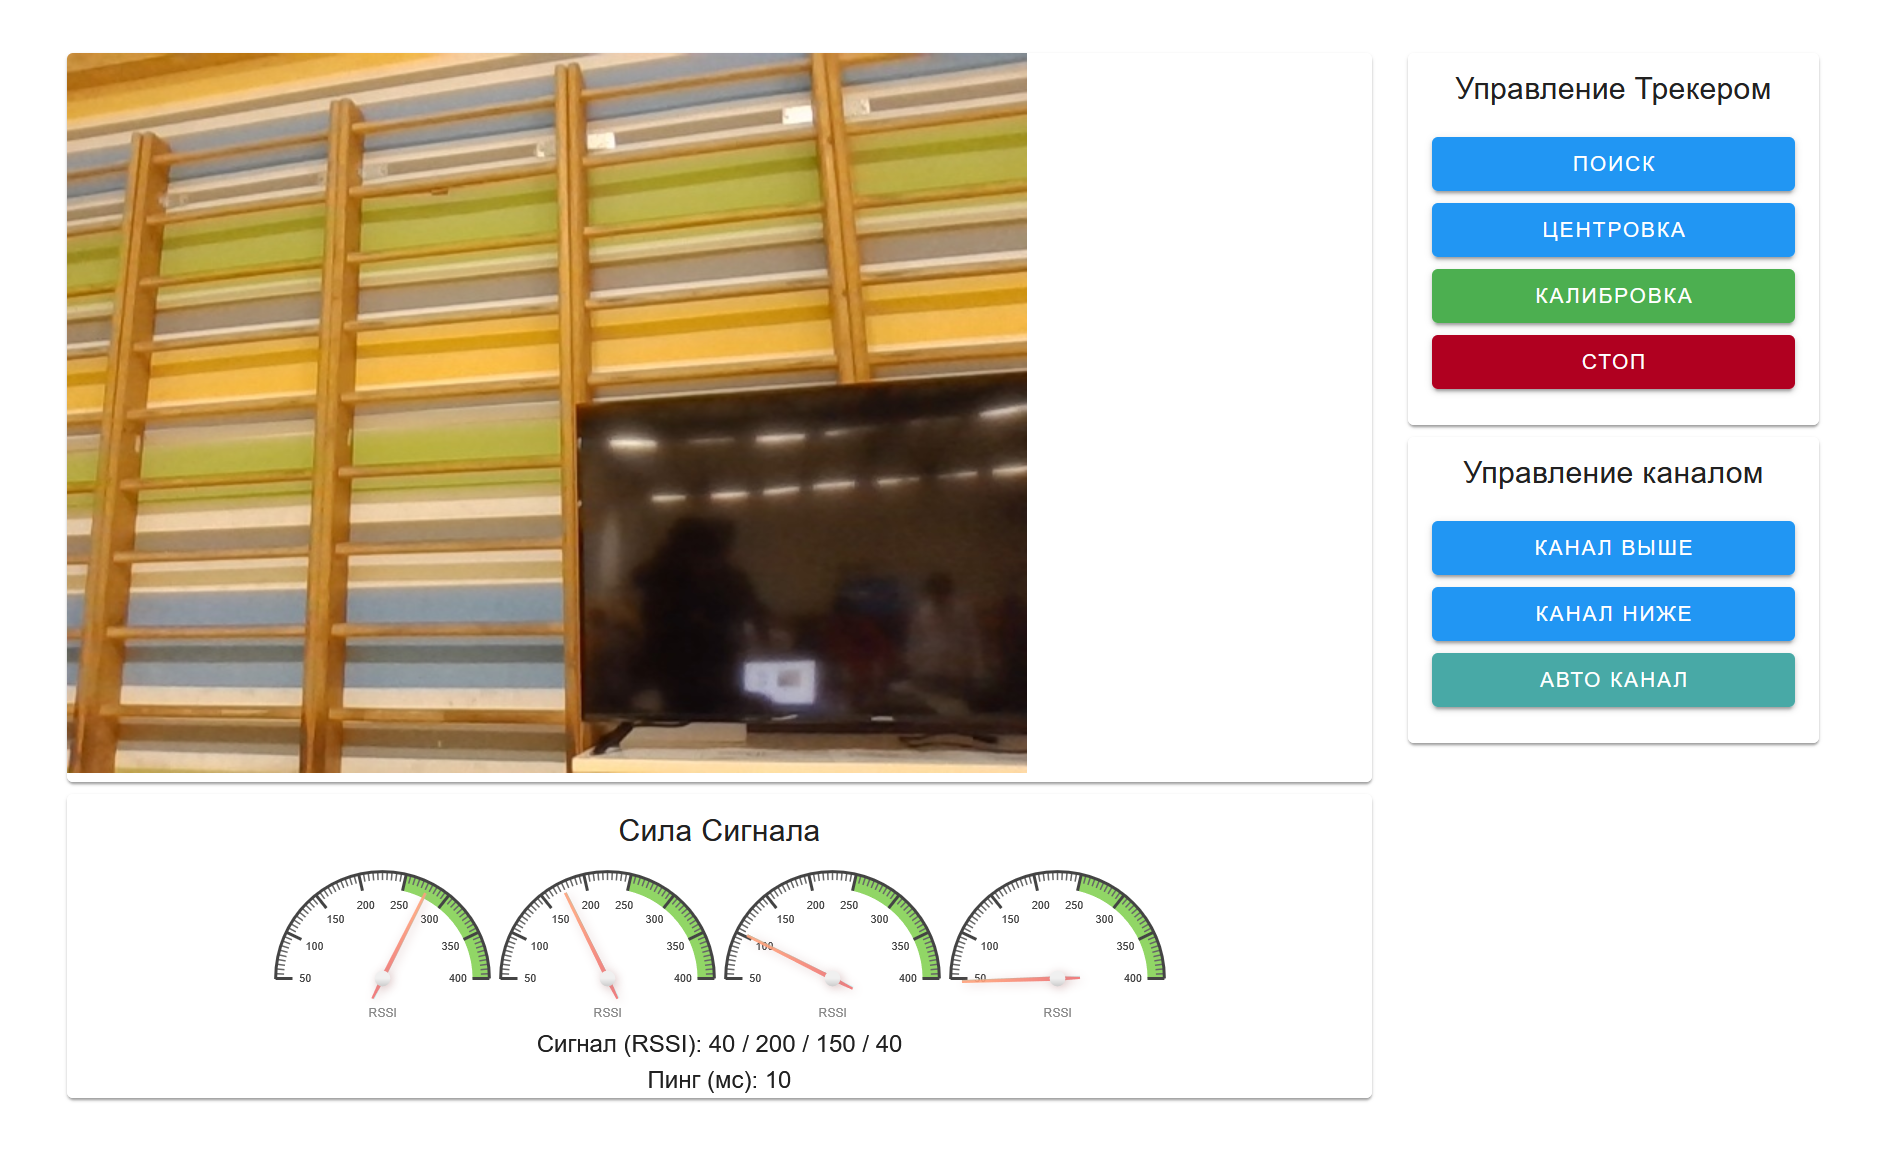 Управление Трекером
ПОИСК
ЦЕНТРОВКА
КАЛИБРОВКА
СТОП
Управление каналом
КАНАЛ ВЫШЕ
КАНАЛ НИЖЕ
АВТО КАНАЛ
Сила Сигнала
50 100 150 200 250 300 350 400
RSSI
50 100 150 200 250 300 350 400
RSSI
50 100 150 200 250 300 350 400
RSSI
50 100 150 200 250 300 350 400
RSSI
Сигнал (RSSI): 40 / 200 / 150 / 40
Пинг (мс): 10